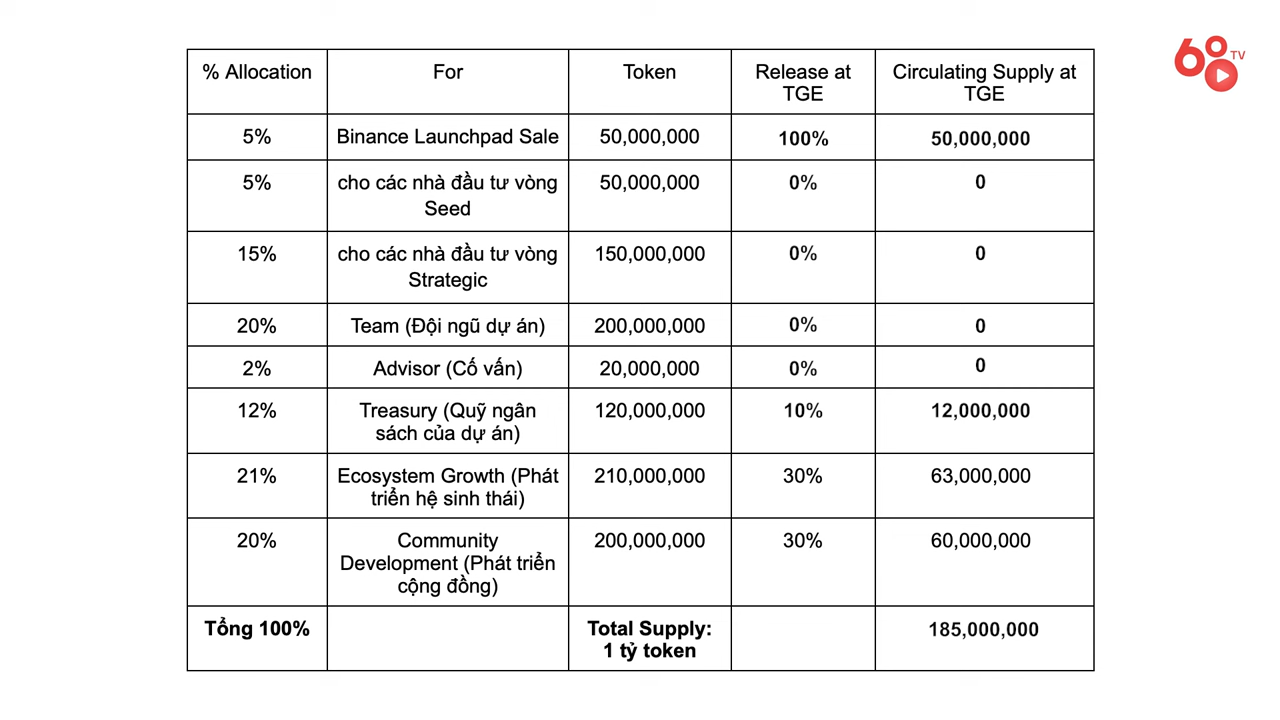 68 TV
% Allocation For Token Release at Circulating Supply at
TGE TGE
5% Binance Launchpad Sale 50,000,000 100% 50,000,000
5% cho các nhà đầu tư vòng 50,000,000 0% 0
Seed
15% cho các nhà đầu tư vòng 150,000,000 0% 0
Strategic
20% Team (Đội ngũ dự án) 200,000,000 0% 0
2% Advisor (Cố vấn) 20,000,000 0% 0
12% Treasury (Quỹ ngân 120,000,000 10% 12,000,000
sách của dự án)
21% Ecosystem Growth (Phát 210,000,000 30% 63,000,000
triển hệ sinh thái)
20% Community 200,000,000 30% 60,000,000
Development (Phát triển
cộng đồng)
Tổng 100% Total Supply: 185,000,000
1 tỷ token